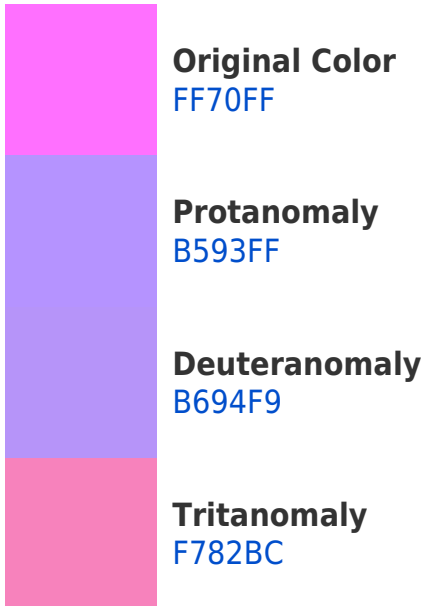 Original Color
FF70FF
Protanomaly
B593FF
Deuteranomaly
B694F9
Tritanomaly
F782BC